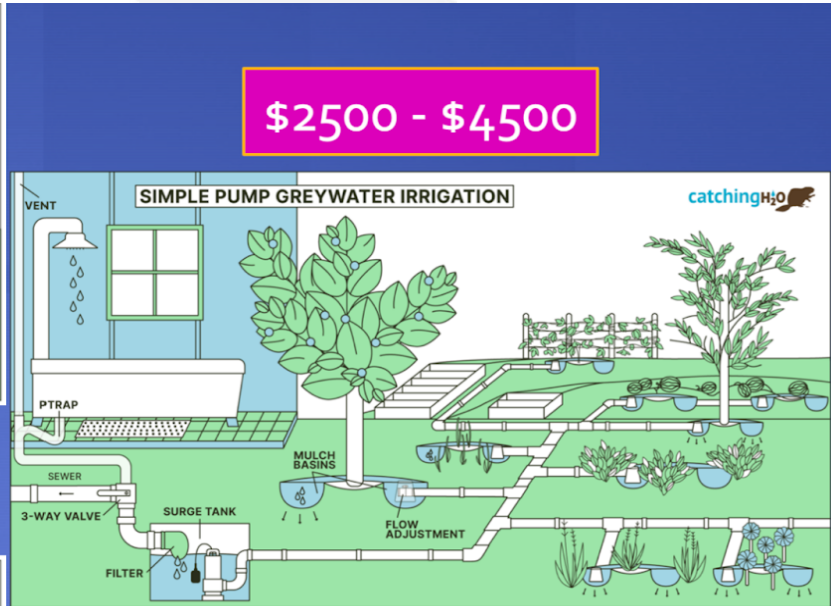 $2500 - $4500
SIMPLE PUMP GREYWATER IRRIGATION
catchingH2O
VENT
PTRAP
SEWER
3-WAY VALVE
SURGE TANK
FILTER
MULCH
BASINS
FLOW
ADJUSTMENT